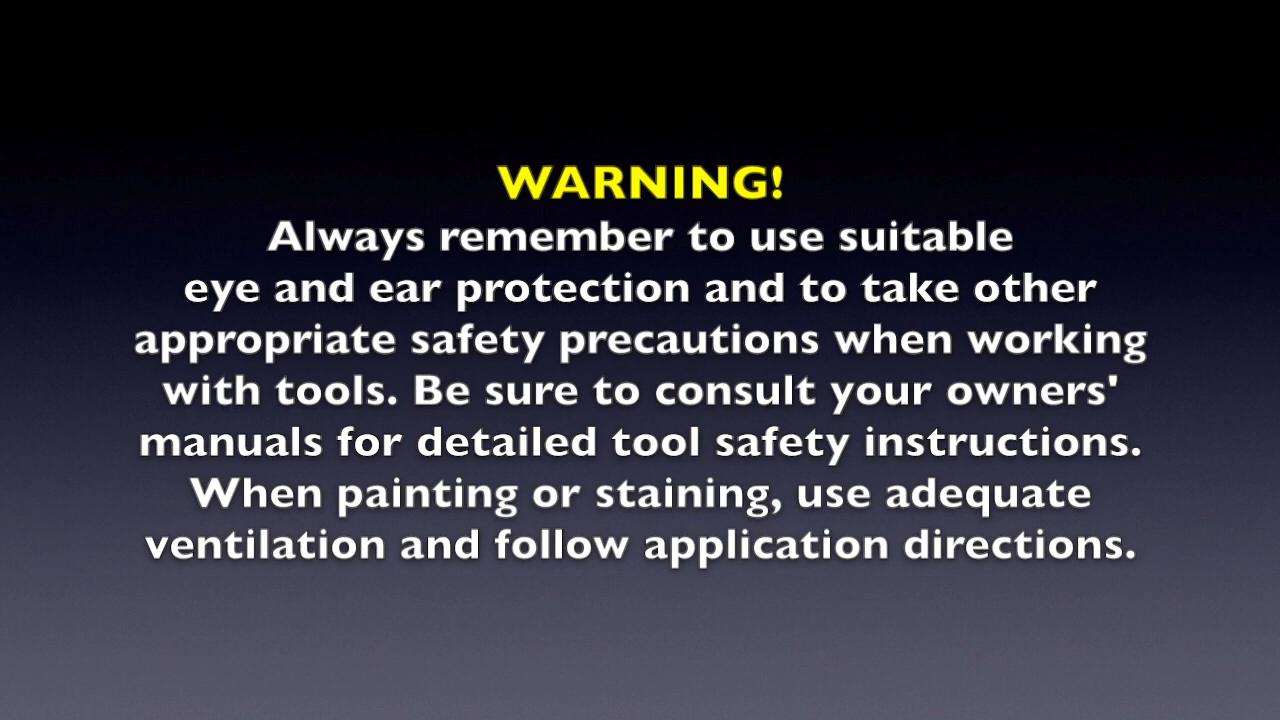 WARNING!
Always remember to use suitable
eye and ear protection and to take other
appropriate safety precautions when working
with tools. Be sure to consult your owners'
manuals for detailed tool safety instructions.
When painting or staining, use adequate
ventilation and follow application directions.